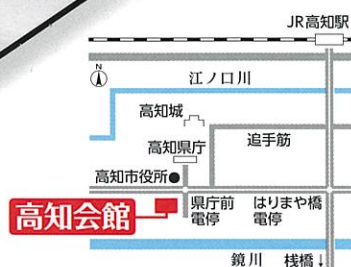 JR高知駅
N
江ノ口川
高知城
追手筋
高知県庁
高知市役所
高知会館
県庁前
電停
はりまや橋
電停
鏡川
桟橋↓